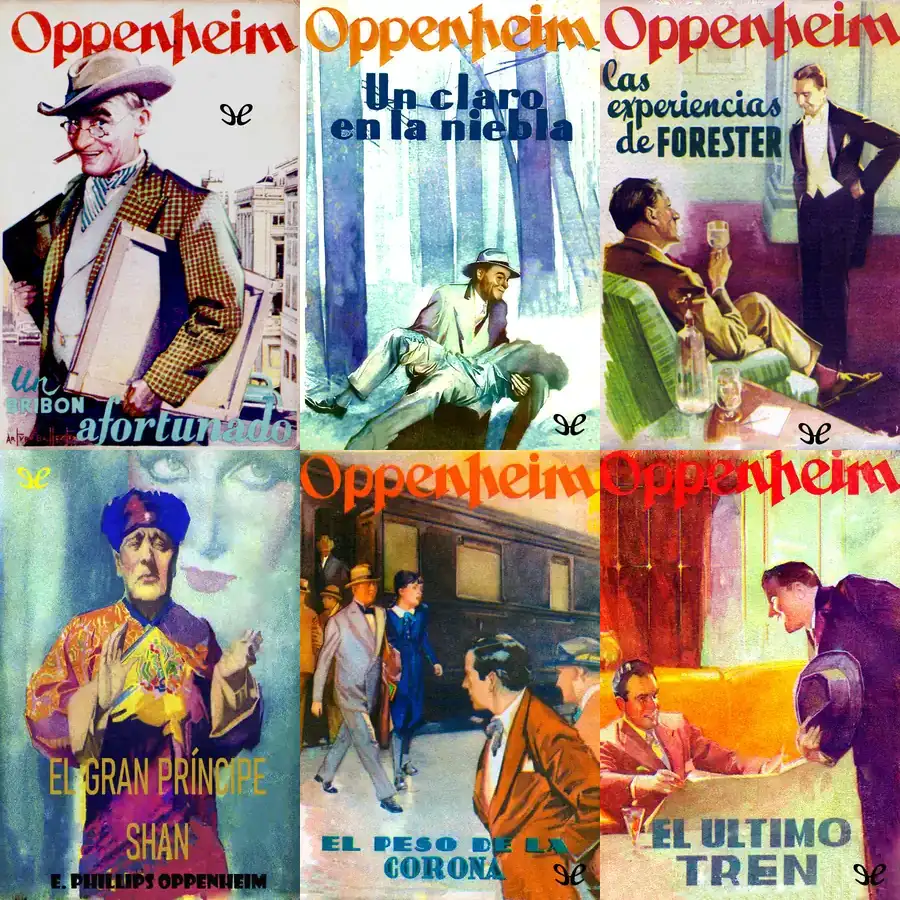 Oppenheim
Un
BRIBON
afortunado
Oppenheim
Un claro
en la niebla
Oppenheim
las
experiencias
de FORESTER
EL GRAN PRÍNCIPE
SHAN
E. PHILLIPS OPPENHEIM
Oppenheim
EL PESO DE LA
CORONA
Oppenheim
EL ULTIMO
TREN